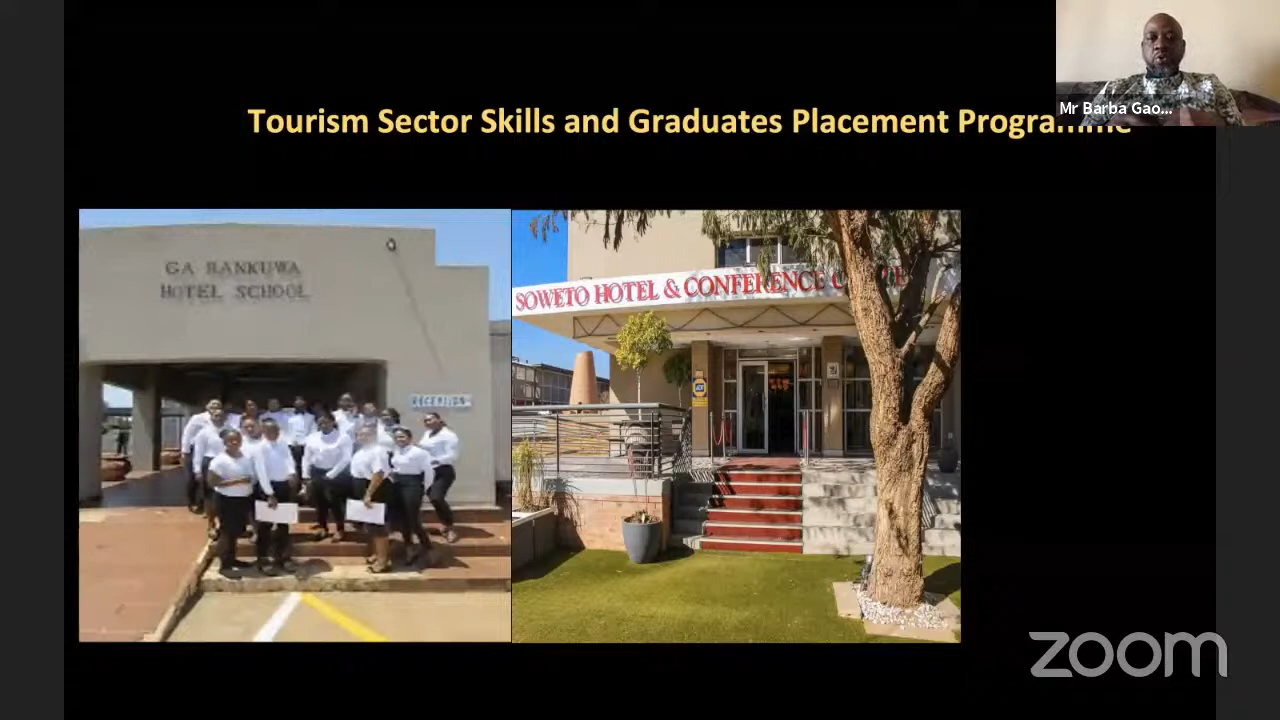 Tourism Sector Skills and Graduates Placement Programme
Mr Barba Gao...
GA RANKUWA
HOTEL SCHOOL
RECEPTION
SOWETO HOTEL & CONFERENCE
zoom